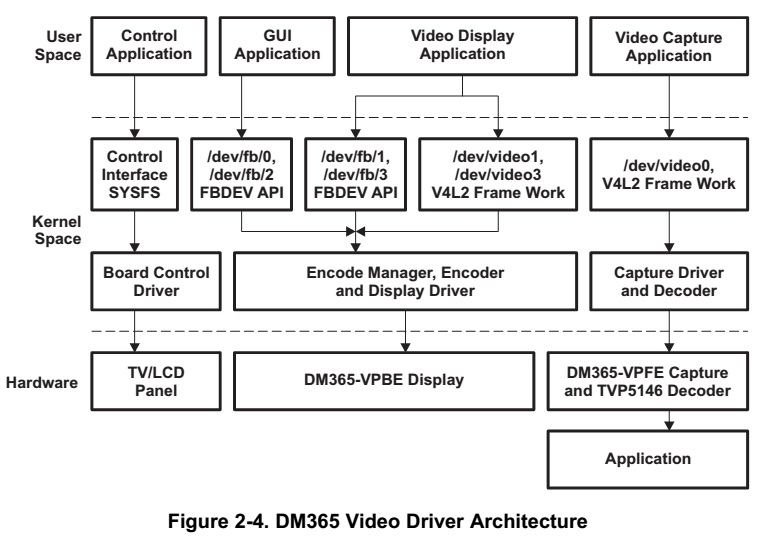 User
Space
Control
Application
GUI
Application
Video Display
Application
Video Capture
Application
Control
Interface
SYSFS
/dev/fb/0,
/dev/fb/2
FBDEV API
/dev/fb/1,
/dev/fb/3
FBDEV API
/dev/video1,
/dev/video3
V4L2 Frame Work
/dev/video0,
V4L2 Frame Work
Kernel
Space
Board Control
Driver
Encode Manager, Encoder
and Display Driver
Capture Driver
and Decoder
Hardware
TV/LCD
Panel
DM365-VPBE Display
DM365-VPFE Capture
and TVP5146 Decoder
Application
Figure 2-4. DM365 Video Driver Architecture